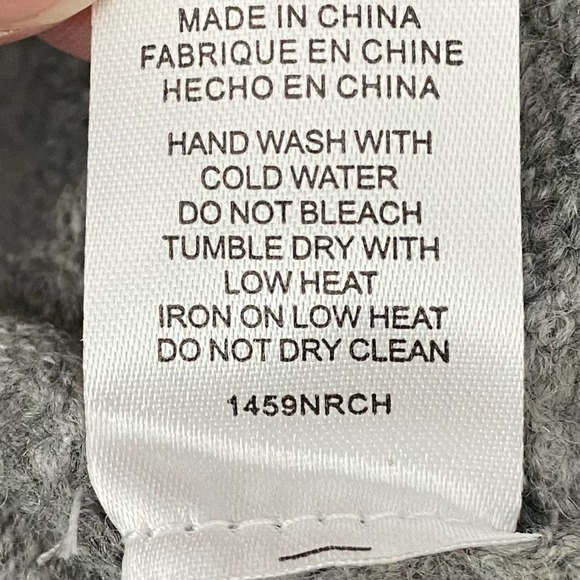 MADE IN CHINA
FABRIQUE EN CHINE
HECHO EN CHINA
HAND WASH WITH
COLD WATER
DO NOT BLEACH
TUMBLE DRY WITH
LOW HEAT
IRON ON LOW HEAT
DO NOT DRY CLEAN
1459NRCH